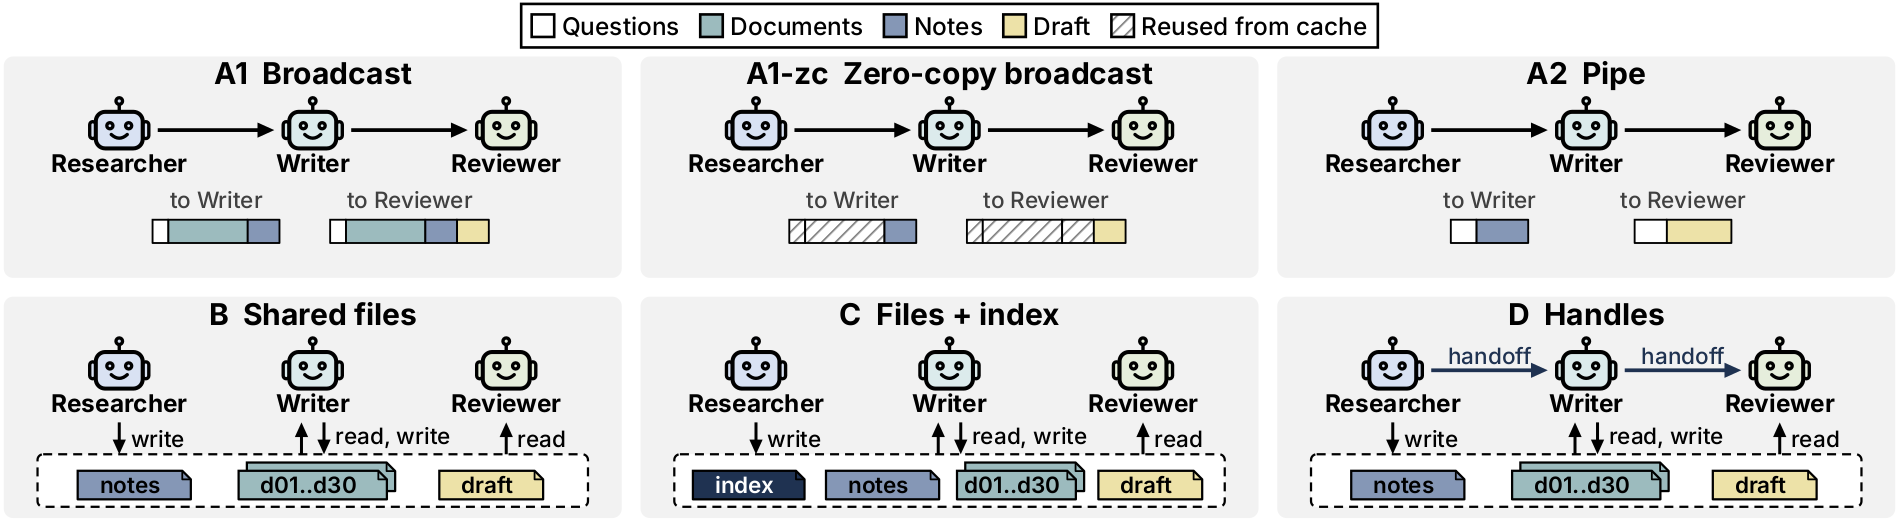 Questions Documents Notes Draft Reused from cache
A1 Broadcast
Researcher Writer Reviewer
to Writer to Reviewer
A1-zc Zero-copy broadcast
Researcher Writer Reviewer
to Writer to Reviewer
A2 Pipe
Researcher Writer Reviewer
to Writer to Reviewer
B Shared files
Researcher Writer Reviewer
write read, write read
notes d01..d30 draft
C Files + index
Researcher Writer Reviewer
write read, write read
index notes d01..d30 draft
D Handles
handoff handoff
Researcher Writer Reviewer
write read, write read
notes d01..d30 draft